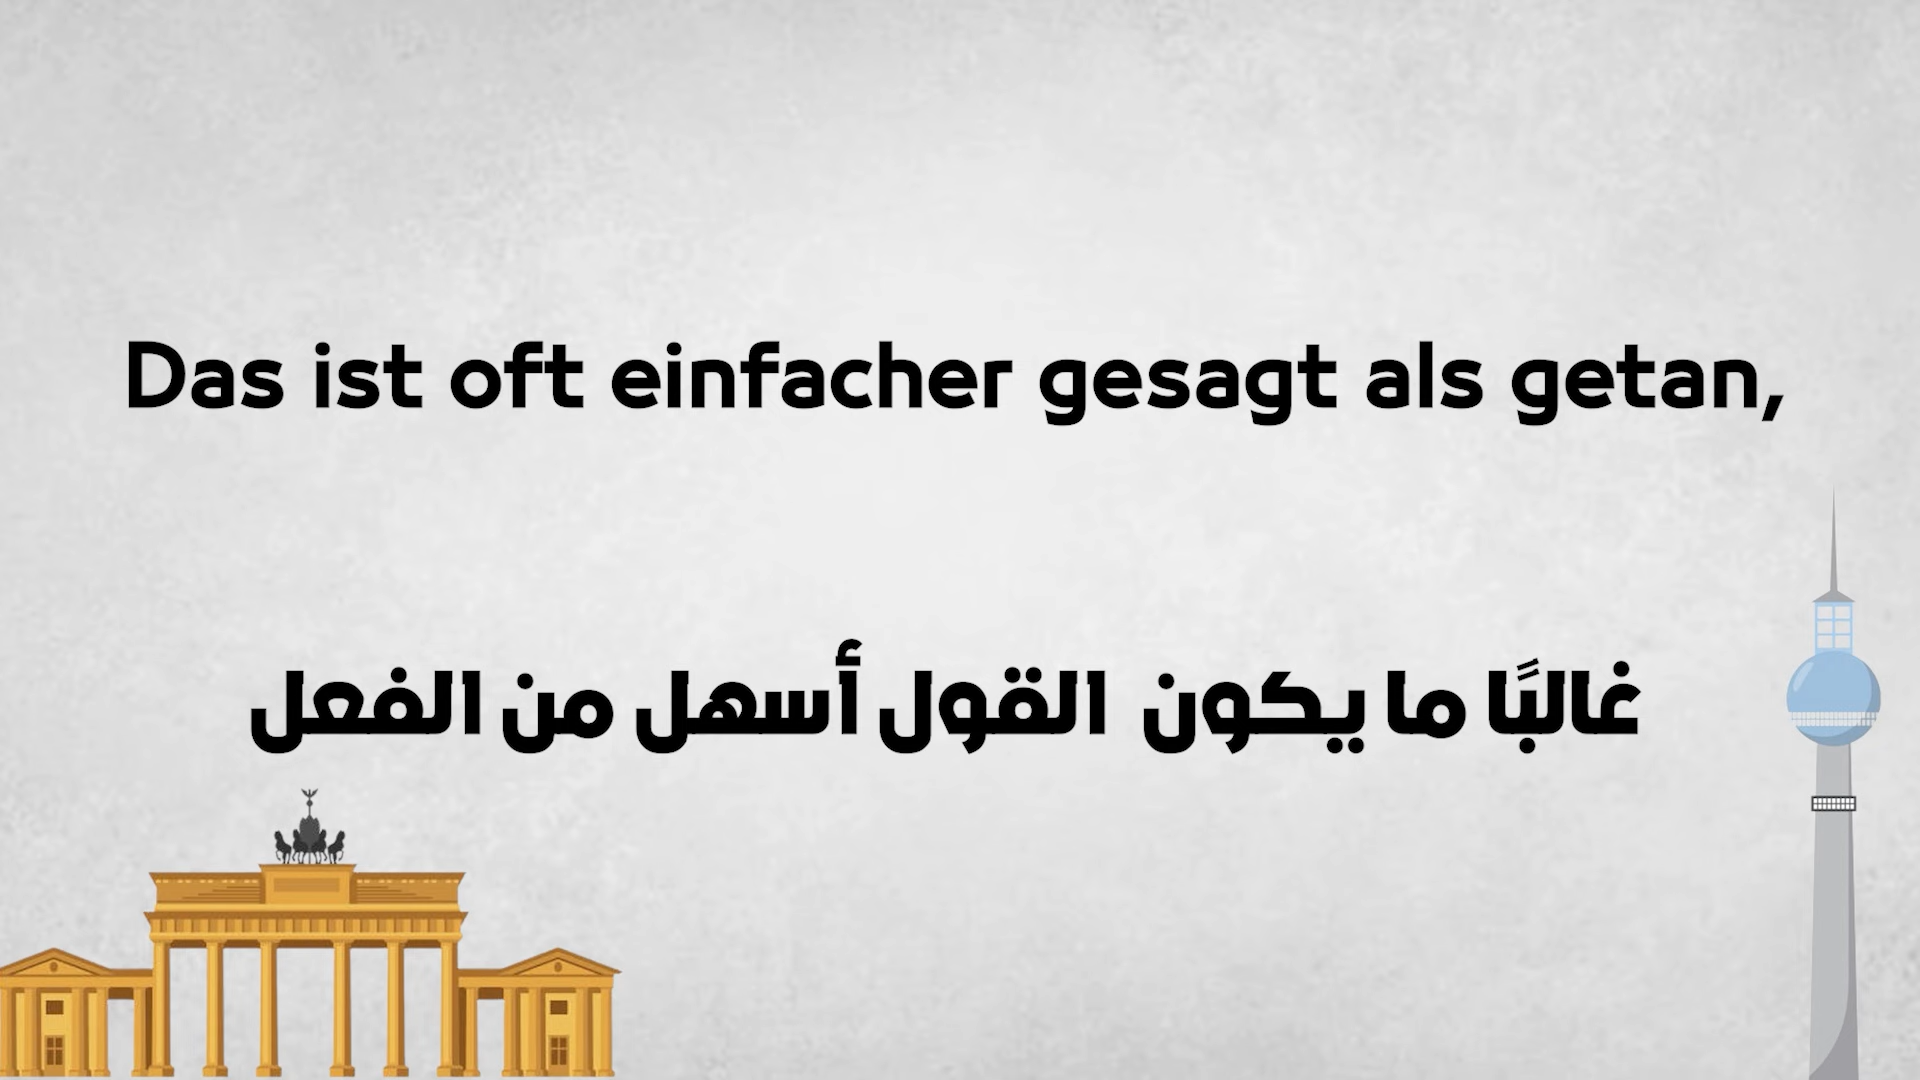 Das ist oft einfacher gesagt als getan,
غالبًا ما يكون القول أسهل من الفعل